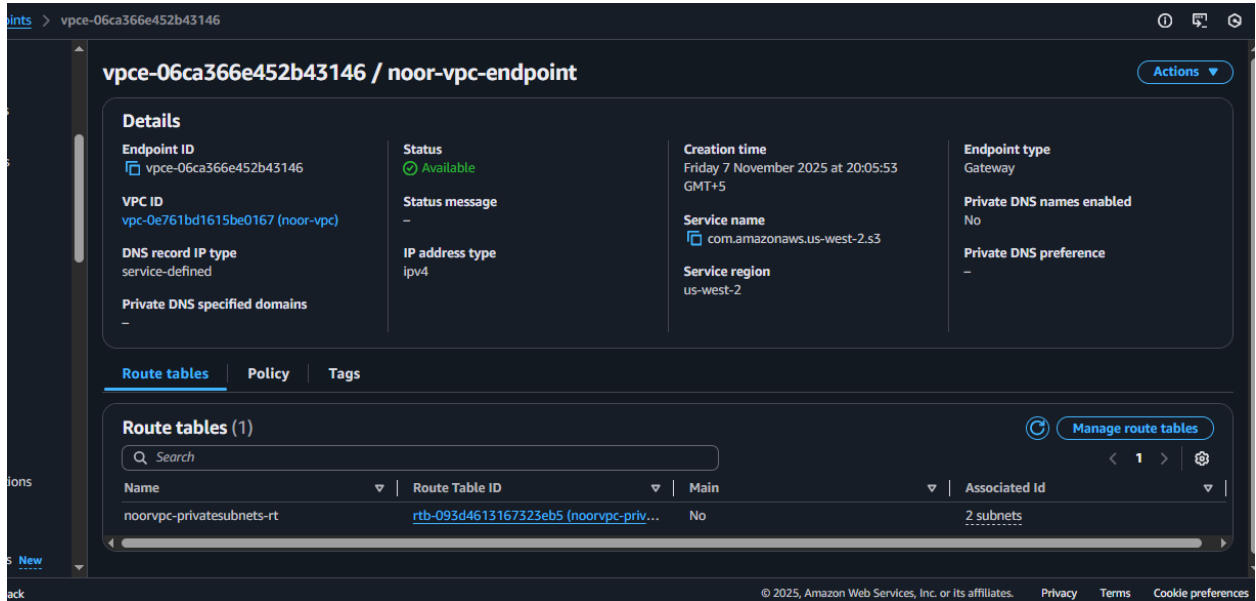 oints > vpce-06ca366e452b43146
vpce-06ca366e452b43146 / noor-vpc-endpoint
Actions
Details
Endpoint ID
vpce-06ca366e452b43146
VPC ID
vpc-0e761bd1615be0167 (noor-vpc)
DNS record IP type
service-defined
Private DNS specified domains
–
Status
Available
Status message
–
IP address type
ipv4
Creation time
Friday 7 November 2025 at 20:05:53
GMT+5
Service name
com.amazonaws.us-west-2.s3
Service region
us-west-2
Endpoint type
Gateway
Private DNS names enabled
No
Private DNS preference
–
Route tables
Policy
Tags
Route tables (1)
Manage route tables
Search
1
Name Route Table ID Main Associated Id
noorvpc-privatesubnets-rt rtb-093d4613167323eb5 (noorvpc-priv... No 2 subnets
ions
s New
ack
© 2025, Amazon Web Services, Inc. or its affiliates. Privacy Terms Cookie preferences